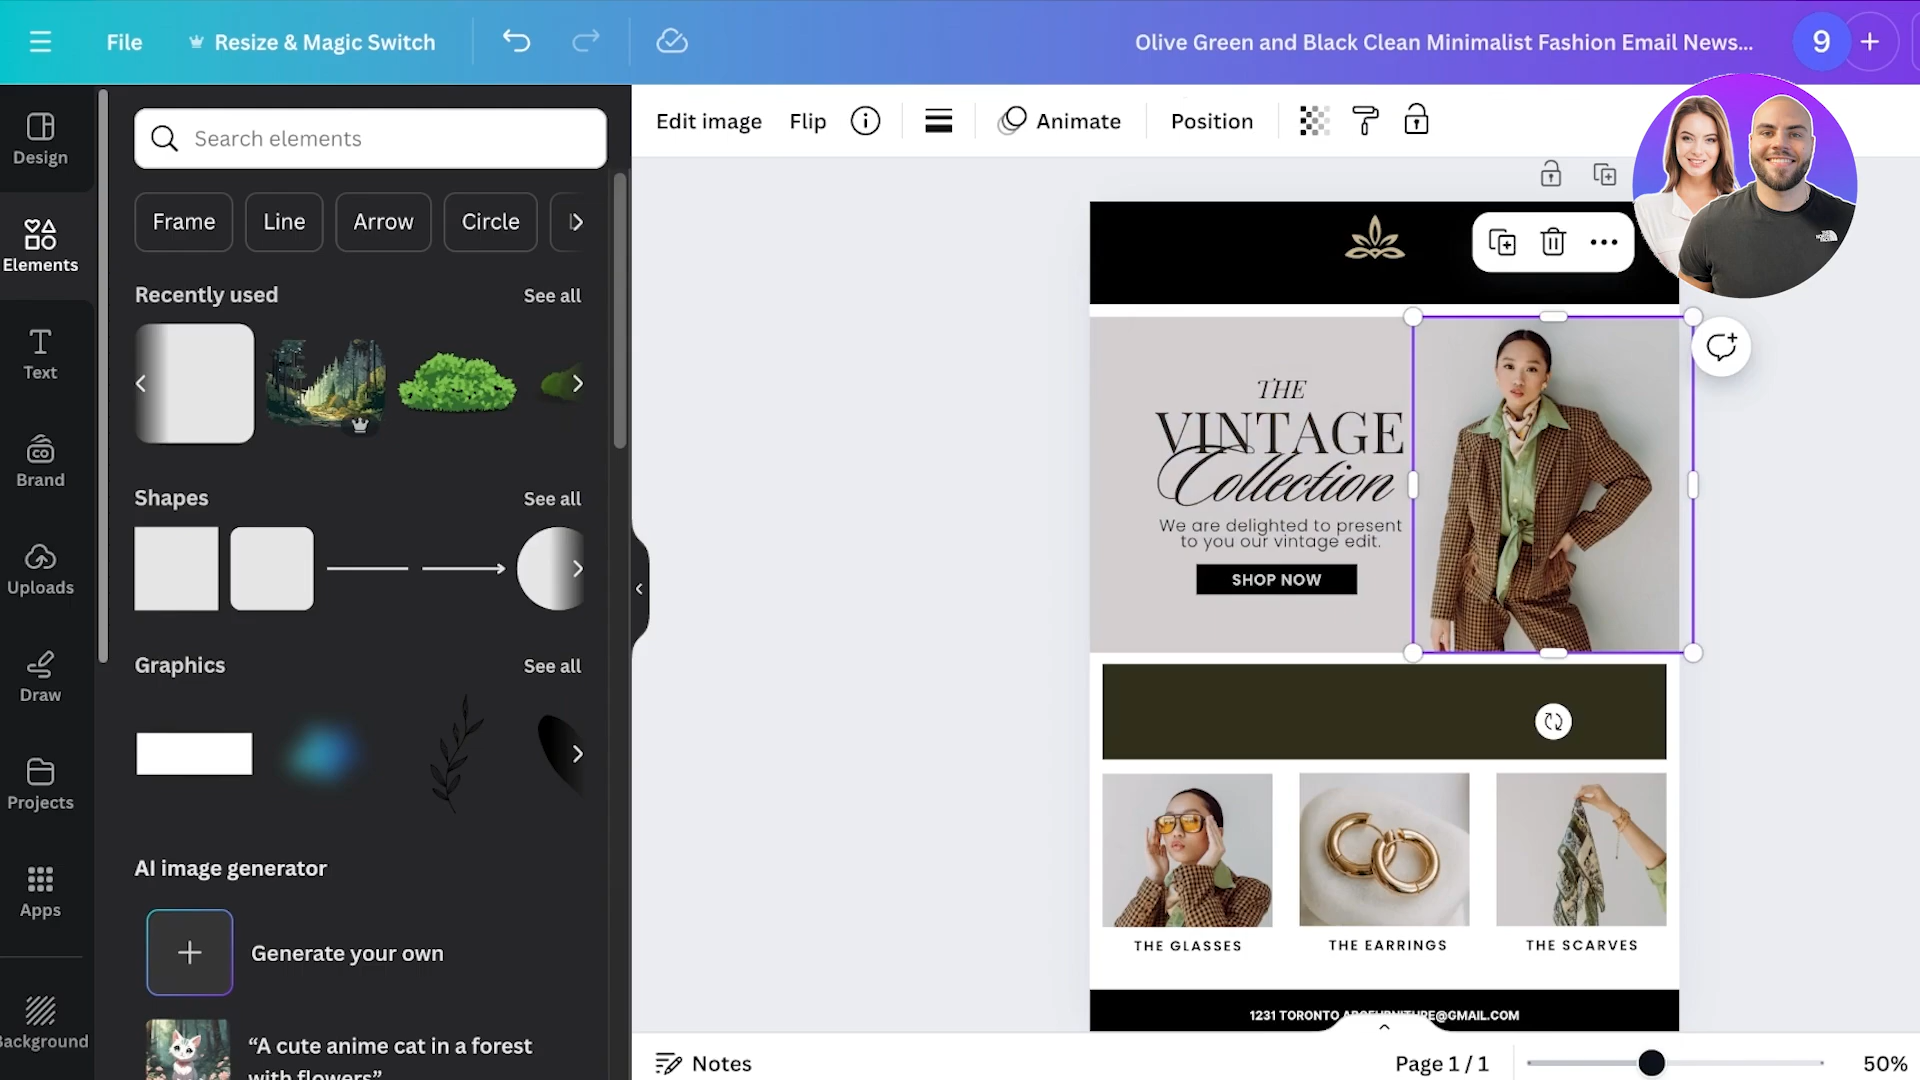 File
Resize & Magic Switch
Olive Green and Black Clean Minimalist Fashion Email News...
9
Design
Elements
Text
Brand
Uploads
Draw
Projects
Apps
Background
Search elements
Frame
Line
Arrow
Circle
Recently used
See all
Shapes
See all
Graphics
See all
AI image generator
Generate your own
“A cute anime cat in a forest
with flowers”
Edit image
Flip
Animate
Position
THE
VINTAGE
Collection
We are delighted to present
to you our vintage edit.
SHOP NOW
THE GLASSES
THE EARRINGS
THE SCARVES
1231 TORONTO @GMAIL.COM
Notes
Page 1 / 1
50%